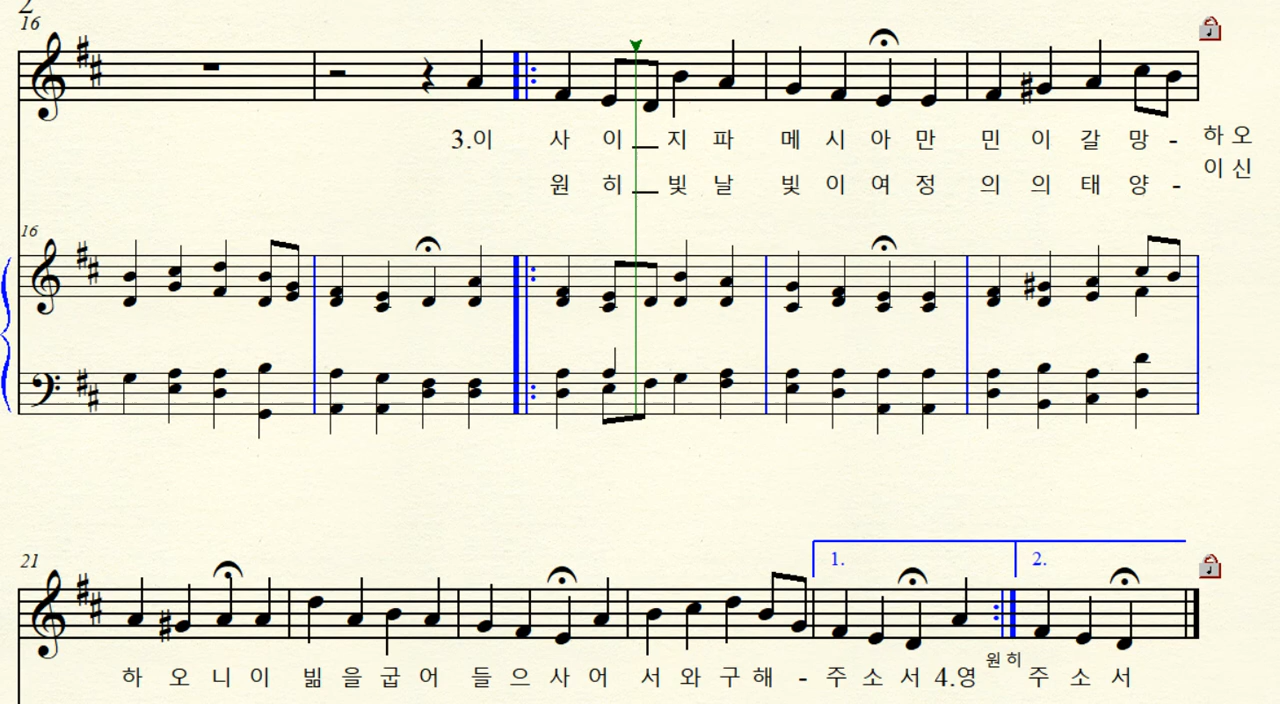 2
16
3.이 사 이 지 파 메 시 아 만 민 이 갈 망 - 하 오
원 히 빛 날 빛 이 여 정 의 의 태 양 - 이 신
16
21
1. 2.
하 오 니 이 빎 을 굽 어 들 으 사 어 서 와 구 해 - 주 소 서 4.영 원 히 주 소 서